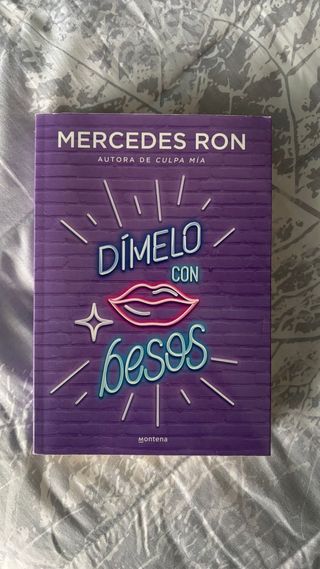 MERCEDES RON
AUTORA DE CULPA MÍA
DÍMELO
CON
besos
Montena